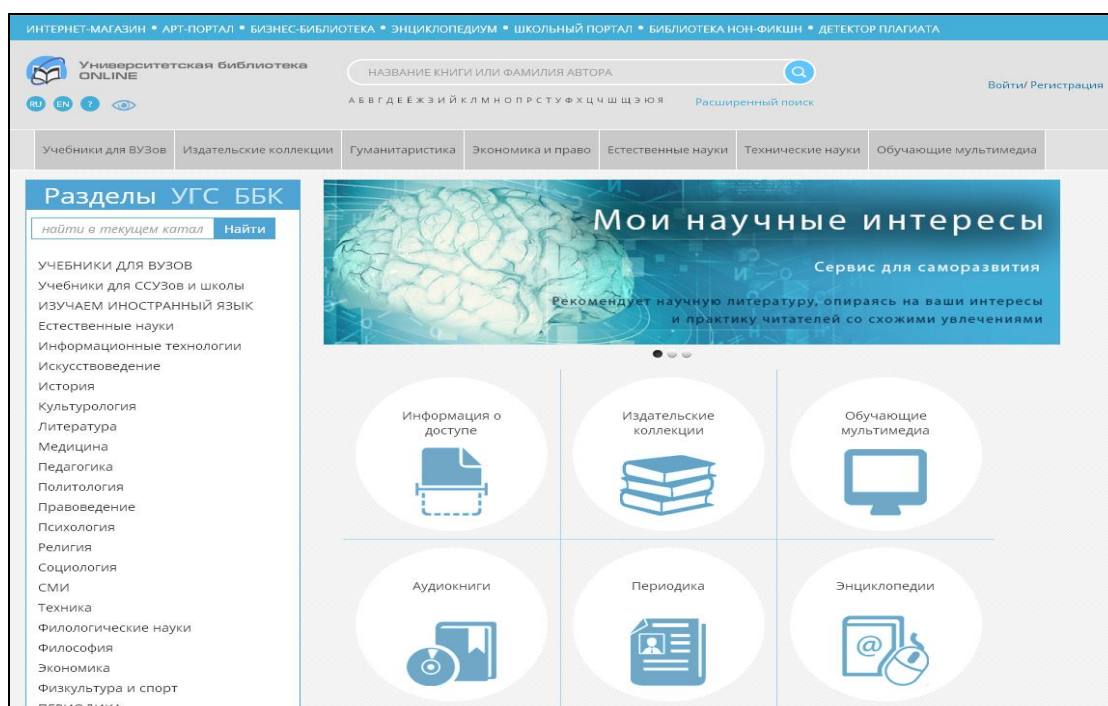 ИНТЕРНЕТ-МАГАЗИН • АРТ-ПОРТАЛ • БИЗНЕС-БИБЛИОТЕКА • ЭНЦИКЛОПЕДИУМ • ШКОЛЬНЫЙ ПОРТАЛ • БИБЛИОТЕКА НОН-ФИКШН • ДЕТЕКТОР ПЛАГИАТА
Университетская библиотека
ONLINE
RU EN ?
НАЗВАНИЕ КНИГИ ИЛИ ФАМИЛИЯ АВТОРА
А Б В Г Д Е Ё Ж З И Й К Л М Н О П Р С Т У Ф Х Ц Ч Ш Щ Э Ю Я
Расширенный поиск
Войти/ Регистрация
Учебники для ВУЗов Издательские коллекции Гуманитаристика Экономика и право Естественные науки Технические науки Обучающие мультимедиа
Разделы УГС ББК
найти в текущем катал Найти
УЧЕБНИКИ ДЛЯ ВУЗОВ
Учебники для ССУЗов и школы
ИЗУЧАЕМ ИНОСТРАННЫЙ ЯЗЫК
Естественные науки
Информационные технологии
Искусствоведение
История
Культурология
Литература
Медицина
Педагогика
Политология
Правоведение
Психология
Религия
Социология
СМИ
Техника
Филологические науки
Философия
Экономика
Физкультура и спорт
ПЕРИОДИКА
Мои научные интересы
Сервис для саморазвития
Рекомендует научную литературу, опираясь на ваши интересы
и практику читателей со схожими увлечениями
Информация о
доступе
Издательские
коллекции
Обучающие
мультимедиа
Аудиокниги
Периодика
Энциклопедии
@